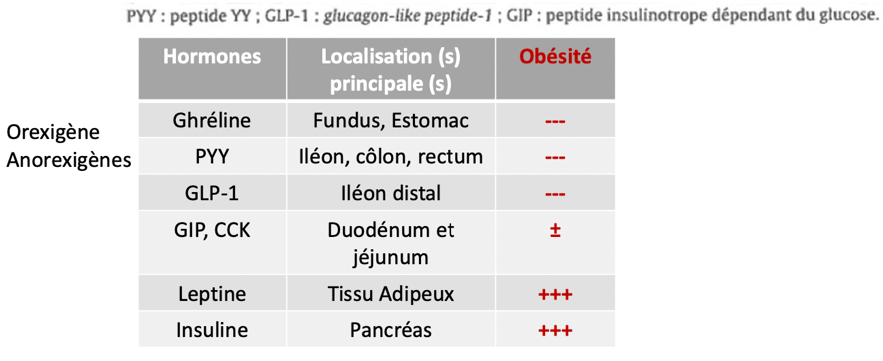 PYY : peptide YY ; GLP-1 : glucagon-like peptide-1 ; GIP : peptide insulinotrope dépendant du glucose.
Hormones Localisation (s) principale (s) Obésité
Orexigène
Anorexigènes
Ghréline Fundus, Estomac ---
PYY Iléon, côlon, rectum ---
GLP-1 Iléon distal ---
GIP, CCK Duodénum et jéjunum ±
Leptine Tissu Adipeux +++
Insuline Pancréas +++